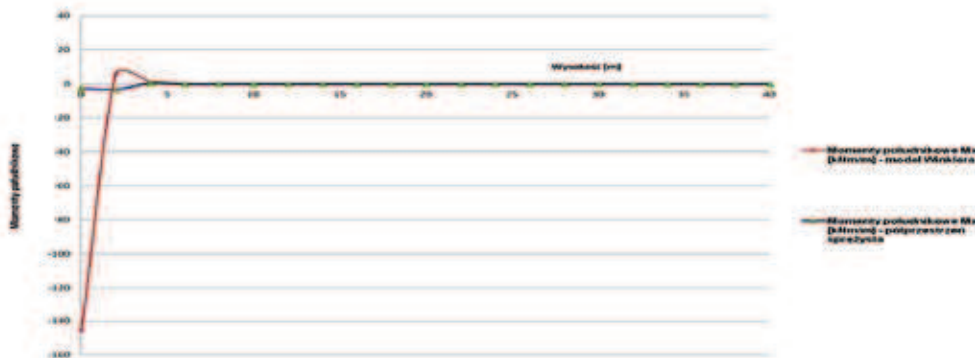 40
20
0
-20
-40
-60
-80
-100
-120
-140
-160
5
10
15
20
25
30
35
40
Wysokość [m]
Momenty południkowe
Momenty południkowe Mx
[kNm/m] - model Winklera
Momenty południkowe Mx
[kNm/m] - półprzestrzeń
sprężysta